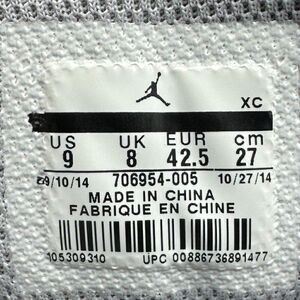 XC
US UK EUR cm
9 8 42.5 27
09/10/14 706954-005 10/27/14
MADE IN CHINA
FABRIQUE EN CHINE
105309310 UPC 00886736891477